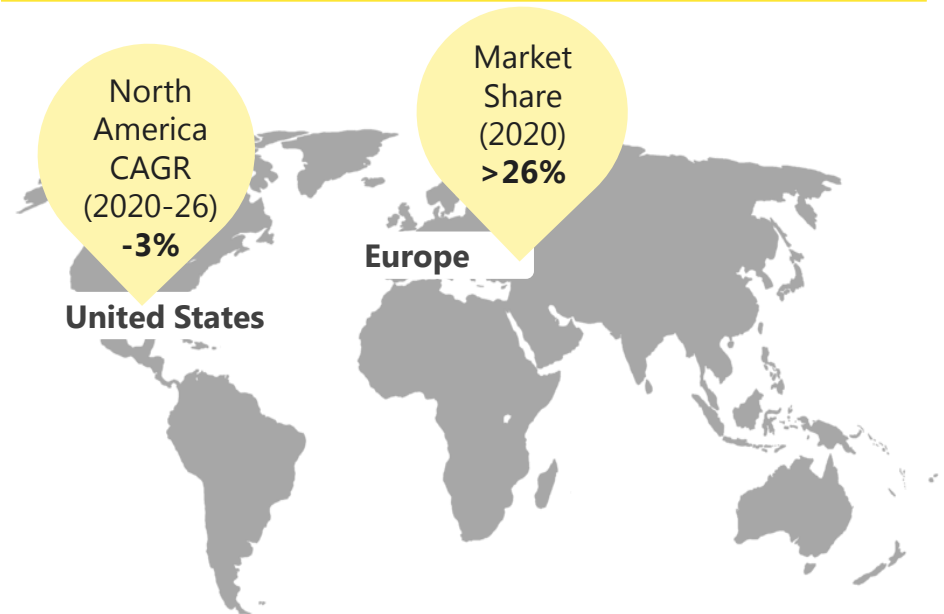 North
America
CAGR
(2020-26)
-3%
United States
Market
Share
(2020)
>26%
Europe